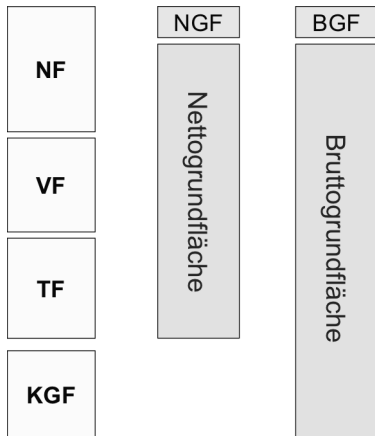 NGF
BGF
NF
VF
TF
KGF
Nettogrundfläche
Bruttogrundfläche